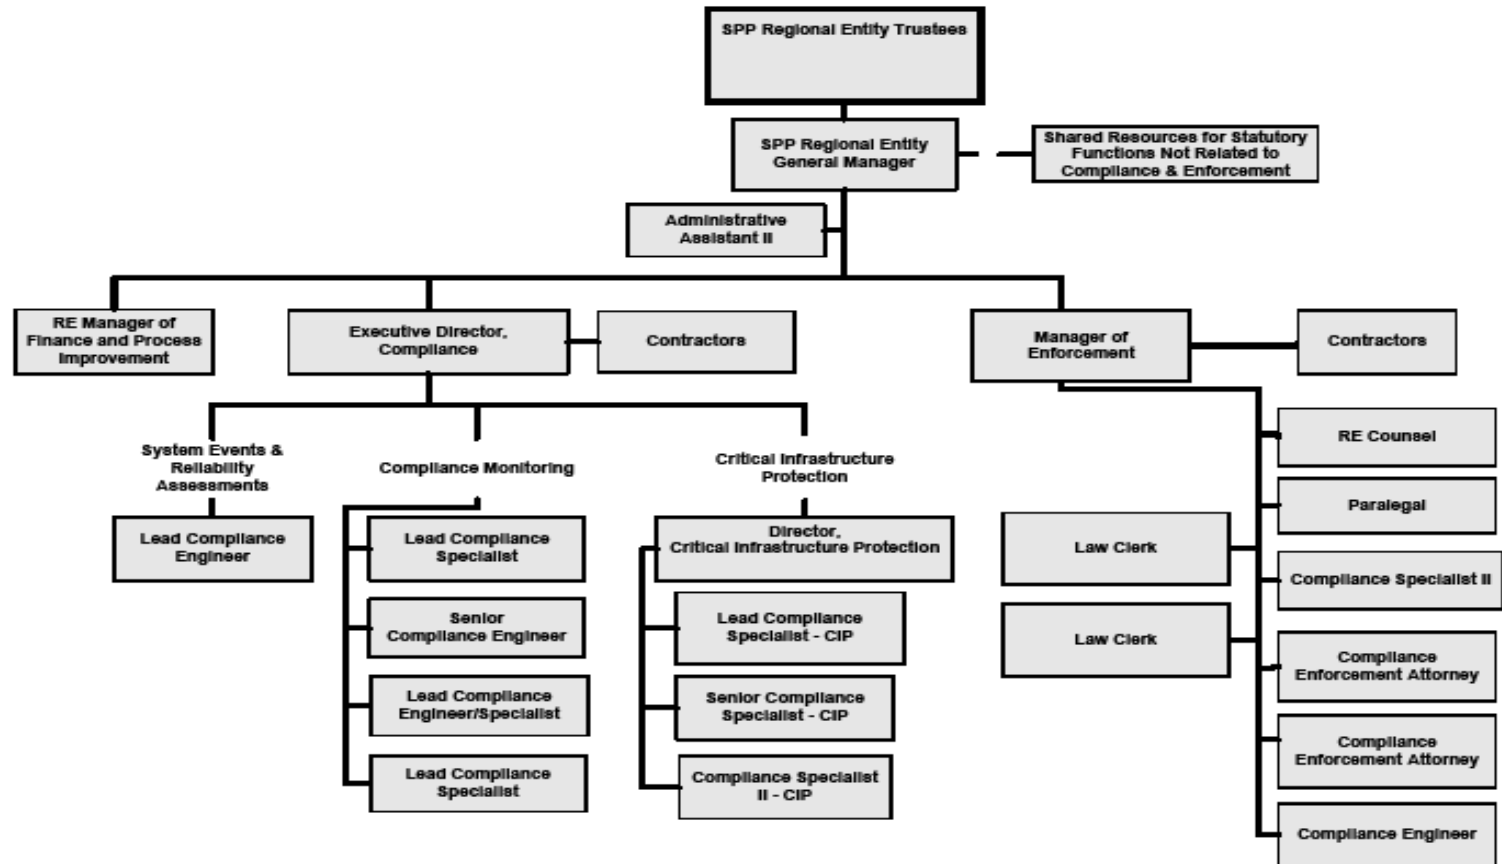 SPP Regional Entity Trustees
SPP Regional Entity
General Manager
Shared Resources for Statutory
Functions Not Related to
Compliance & Enforcement
Administrative
Assistant II
RE Manager of
Finance and Process
Improvement
Executive Director,
Compliance
Contractors
Manager of
Enforcement
Contractors
System Events &
Reliability
Assessments
Compliance Monitoring
Critical Infrastructure
Protection
Lead Compliance
Engineer
Lead Compliance
Specialist
Senior
Compliance Engineer
Lead Compliance
Engineer/Specialist
Lead Compliance
Specialist
Director,
Critical Infrastructure Protection
Lead Compliance
Specialist - CIP
Senior Compliance
Specialist - CIP
Compliance Specialist
II - CIP
Law Clerk
Law Clerk
RE Counsel
Paralegal
Compliance Specialist II
Compliance
Enforcement Attorney
Compliance
Enforcement Attorney
Compliance Engineer